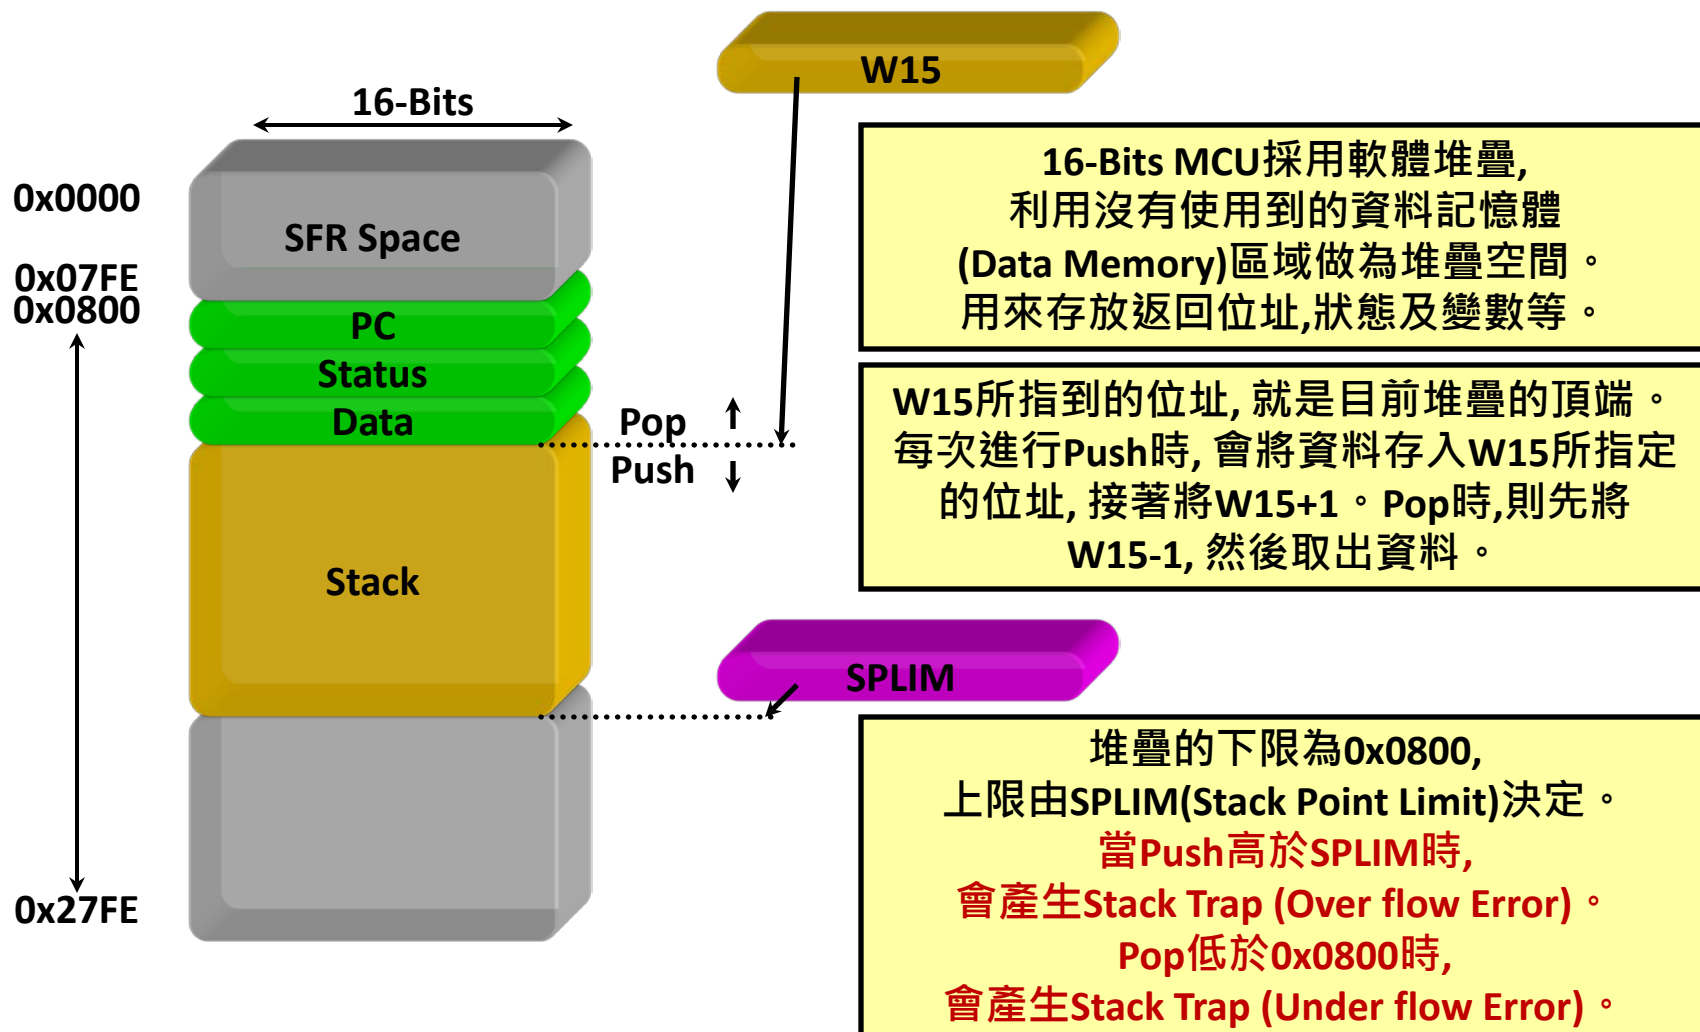 W15
16-Bits
0x0000
SFR Space
0x07FE
0x0800
PC
Status
Data
Pop
Push
Stack
SPLIM
0x27FE
16-Bits MCU採用軟體堆疊,
利用沒有使用到的資料記憶體
(Data Memory)區域做為堆疊空間。
用來存放返回位址,狀態及變數等。
W15所指到的位址, 就是目前堆疊的頂端。
每次進行Push時, 會將資料存入W15所指定
的位址, 接著將W15+1。Pop時,則先將
W15-1, 然後取出資料。
堆疊的下限為0x0800,
上限由SPLIM(Stack Point Limit)決定。
當Push高於SPLIM時,
會產生Stack Trap (Over flow Error)。
Pop低於0x0800時,
會產生Stack Trap (Under flow Error)。